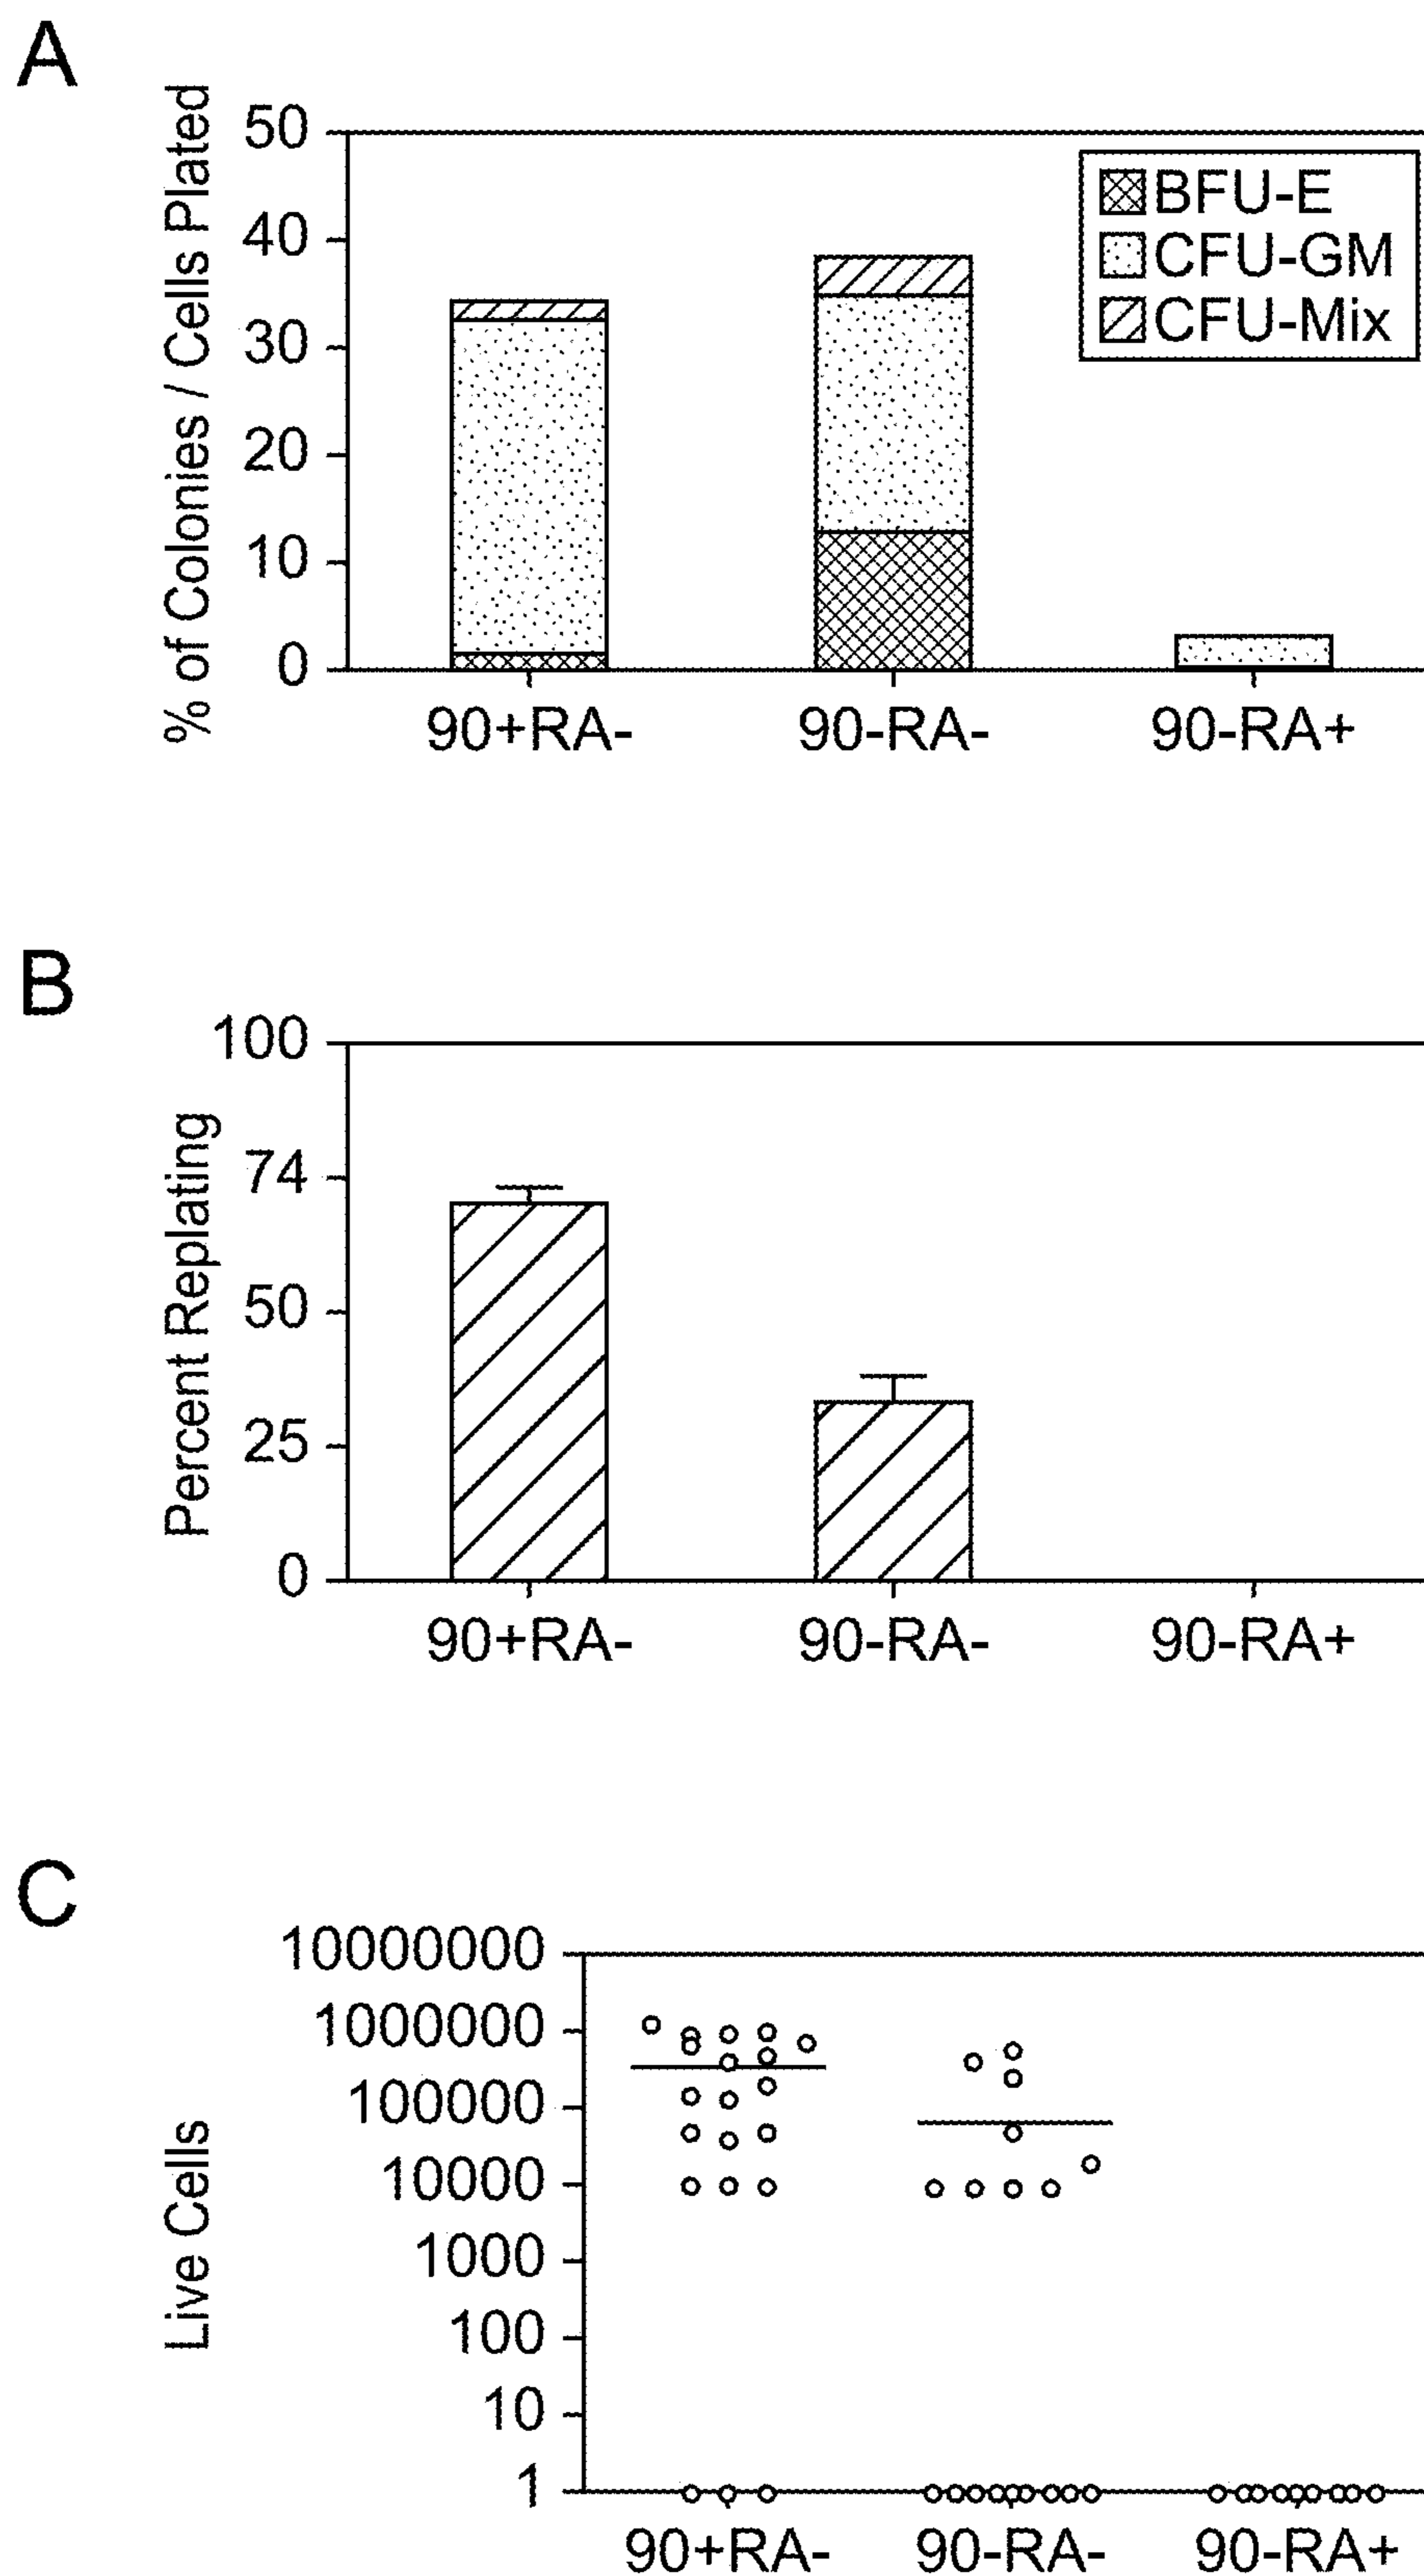 A
% of Colonies / Cells Plated
50
40
30
20
10
0
BFU-E
CFU-GM
CFU-Mix
90+RA-
90-RA-
90-RA+
B
Percent Replating
100
74
50
25
0
90+RA-
90-RA-
90-RA+
C
Live Cells
10000000
1000000
100000
10000
1000
100
10
1
90+RA-
90-RA-
90-RA+